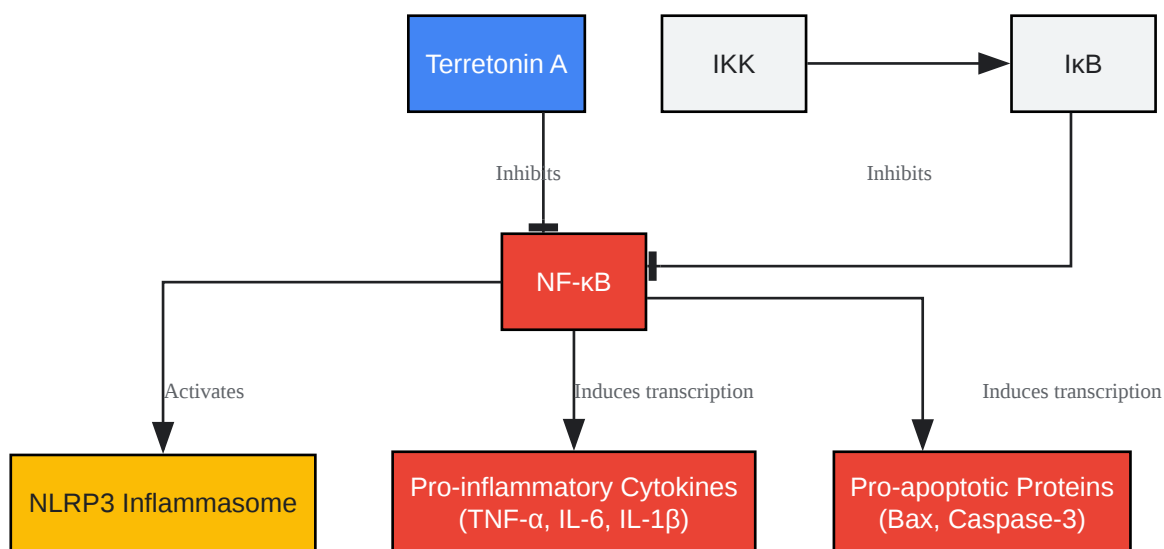 Terretonin A
IKK
IκB
Inhibits
Inhibits
NF-κB
Activates
Induces transcription
Induces transcription
NLRP3 Inflammasome
Pro-inflammatory Cytokines
(TNF-α, IL-6, IL-1β)
Pro-apoptotic Proteins
(Bax, Caspase-3)